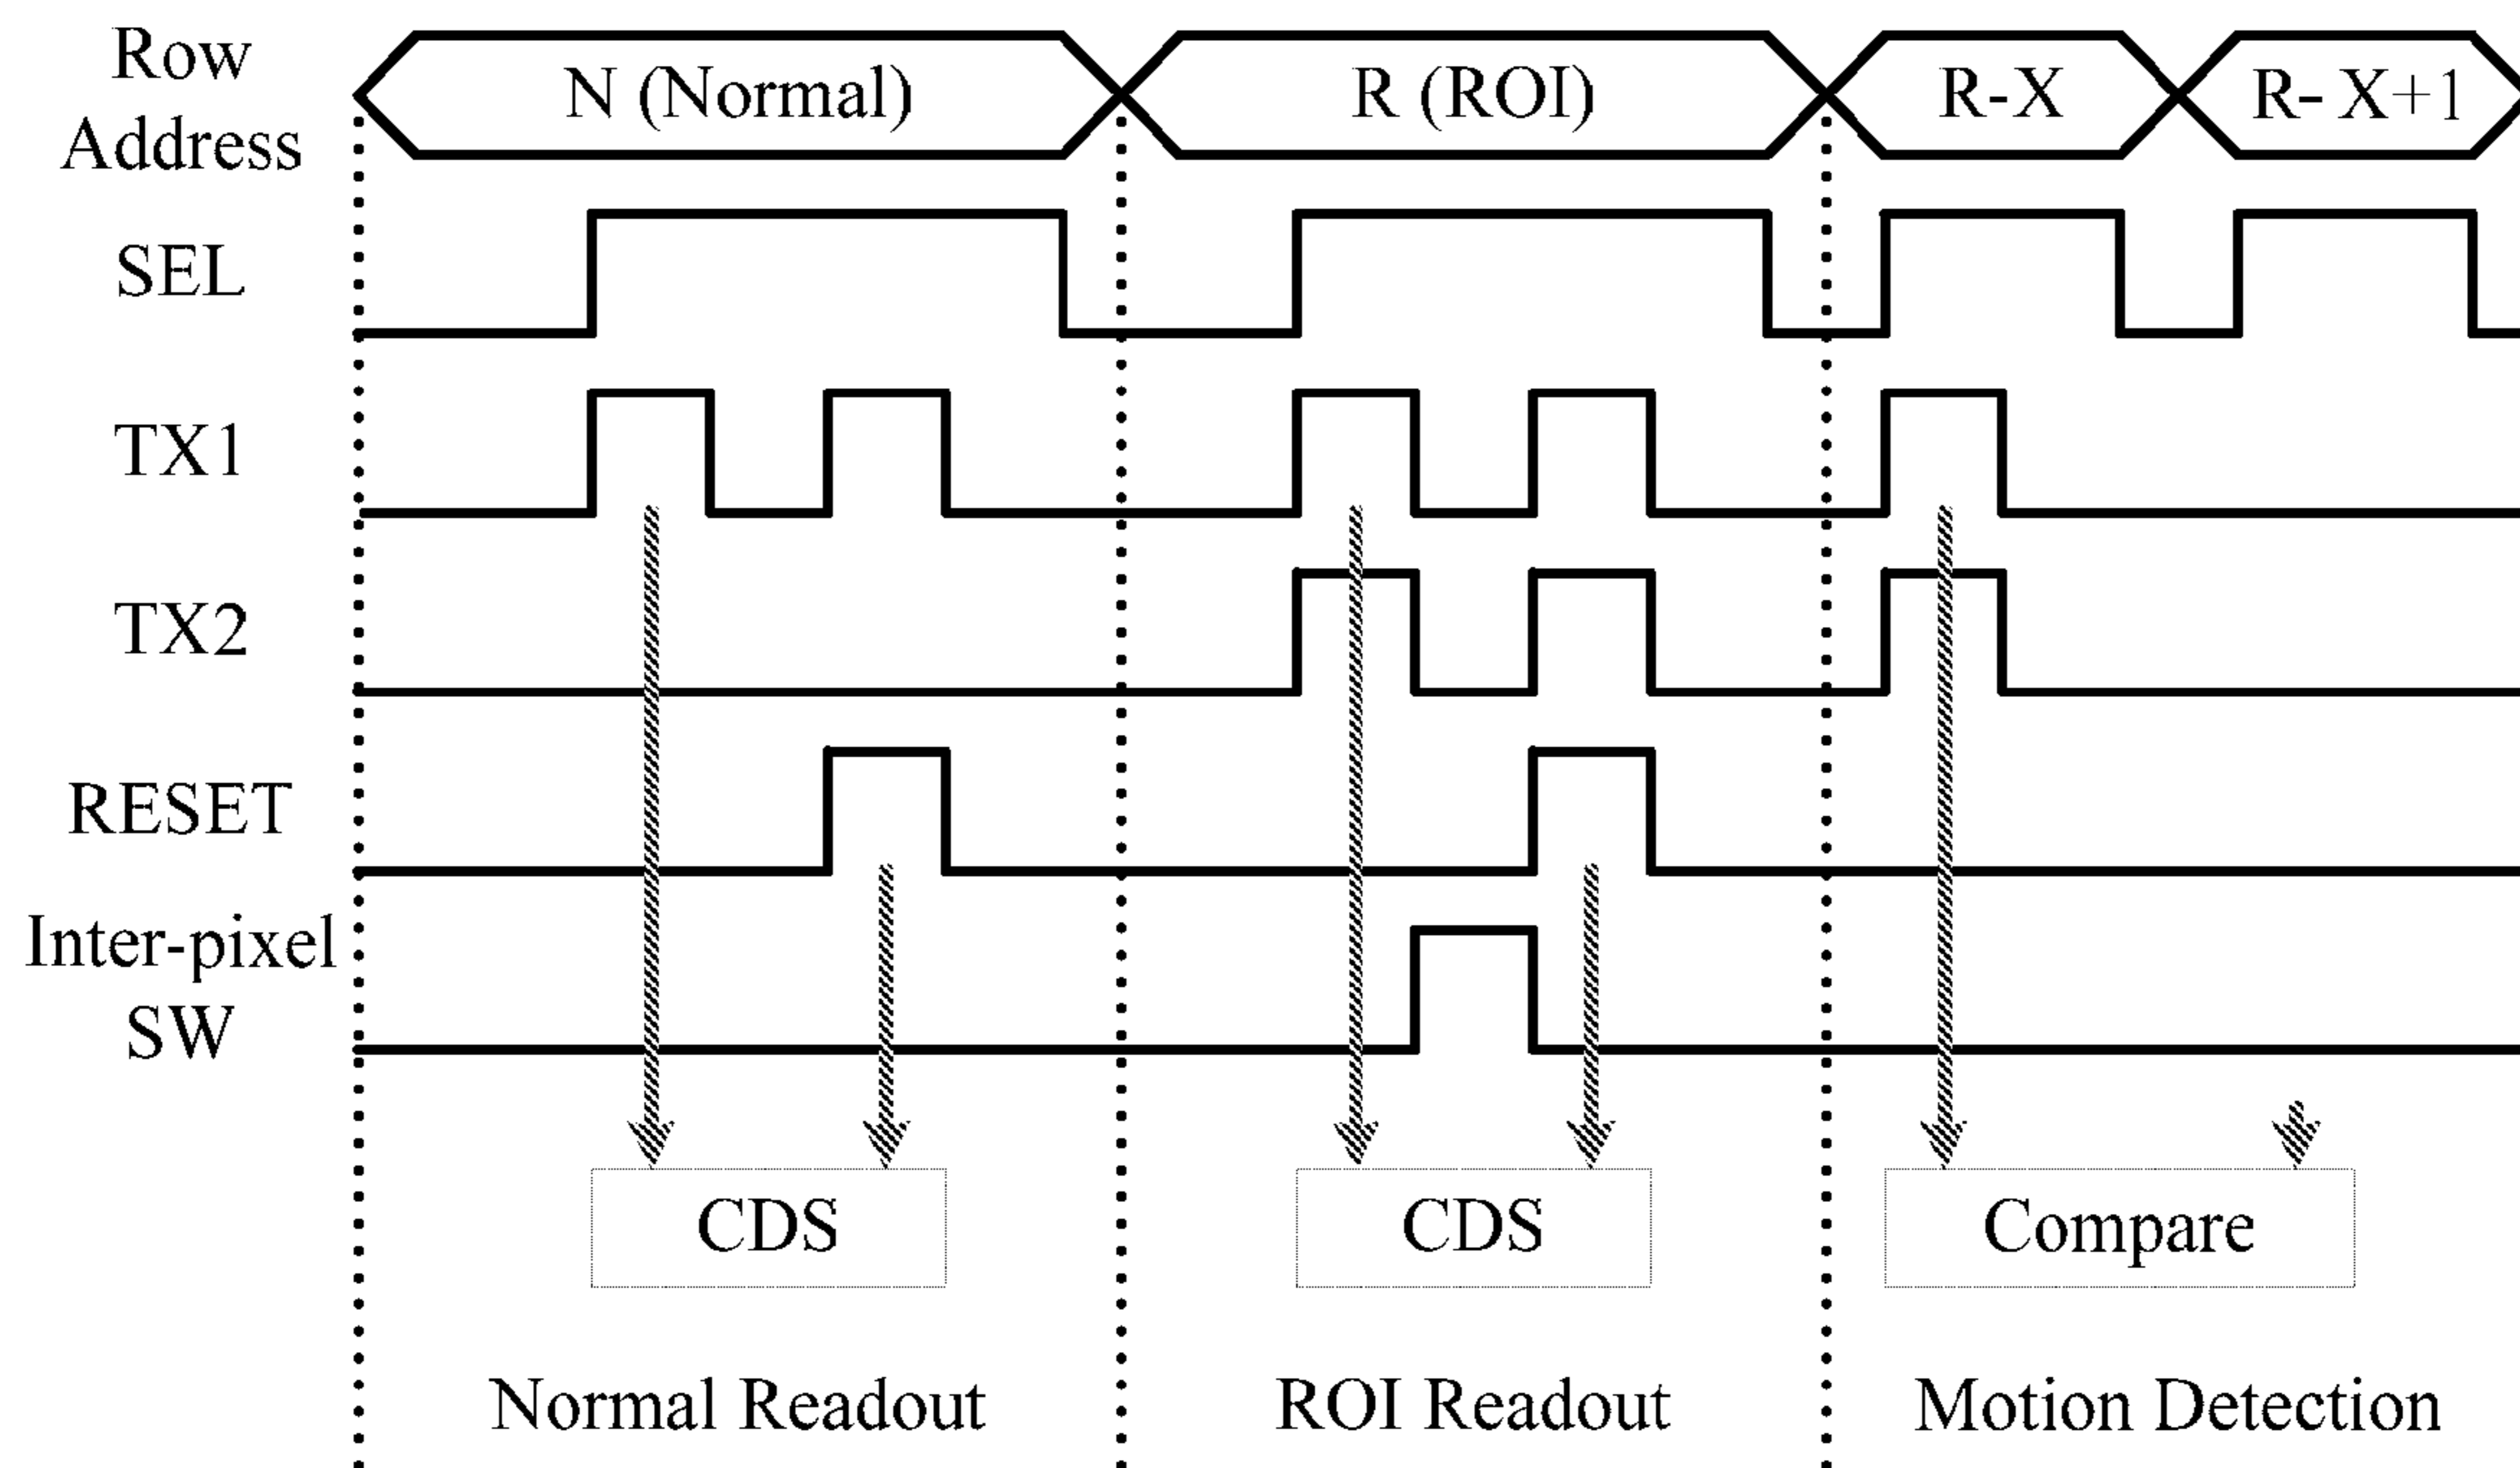 Row
Address
N (Normal)
R (ROI)
R-X
R- X+1
SEL
TX1
TX2
RESET
Inter-pixel
SW
CDS
CDS
Compare
Normal Readout
ROI Readout
Motion Detection